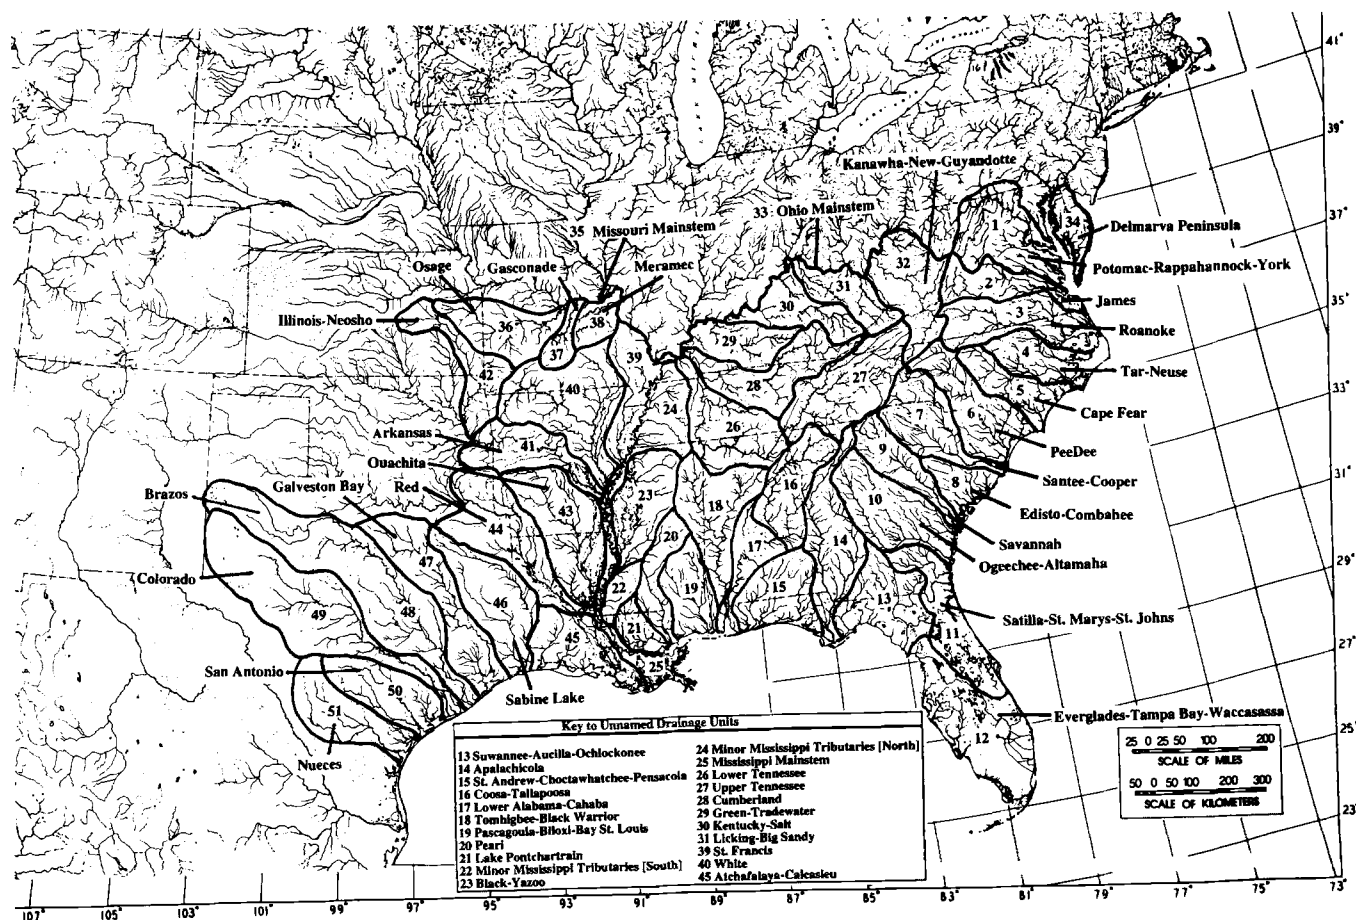 41°
39°
37°
35°
33°
31°
29°
27°
25°
23°
Kanawha-New-Guyandotte
33 Ohio Mainstem
35 Missouri Mainstem
Osage
Gasconade
Meramec
Illinois-Neosho
1
34
Delmarva Peninsula
Potomac-Rappahannock-York
32
2
James
31
30
3
Roanoke
36
38
29
4
Tar-Neuse
37
39
42
40
28
27
5
Cape Fear
24
7
6
26
PeeDee
Arkansas
41
9
Santee-Cooper
Ouachita
8
Brazos
Galveston Bay
Red
16
10
Edisto-Combahee
43
23
18
44
Savannah
20
14
17
Ogeechee-Altamaha
47
Colorado
22
19
15
13
46
49
48
Satilla-St. Marys-St. Johns
21
45
11
San Antonio
25
50
Sabine Lake
51
Everglades-Tampa Bay-Waccasassa
12
Nueces
Key to Unnamed Drainage Units
13 Suwannee-Aucilla-Ochlockonee
14 Apalachicola
15 St. Andrew-Choctawhatchee-Pensacola
16 Coosa-Tallapoosa
17 Lower Alabama-Cahaba
18 Tombigbee-Black Warrior
19 Pascagoula-Biloxi-Bay St. Louis
20 Pearl
21 Lake Pontchartrain
22 Minor Mississippi Tributaries [South]
23 Black-Yazoo
24 Minor Mississippi Tributaries [North]
25 Mississippi Mainstem
26 Lower Tennessee
27 Upper Tennessee
28 Cumberland
29 Green-Tradewater
30 Kentucky-Salt
31 Licking-Big Sandy
39 St. Francis
40 White
45 Atchafalaya-Calcasieu
25 0 25 50 100 200
SCALE OF MILES
50 0 50 100 200 300
SCALE OF KILOMETERS
107° 105° 103° 101° 99° 97° 95° 93° 91° 89° 87° 85° 83° 81° 79° 77° 75° 73°